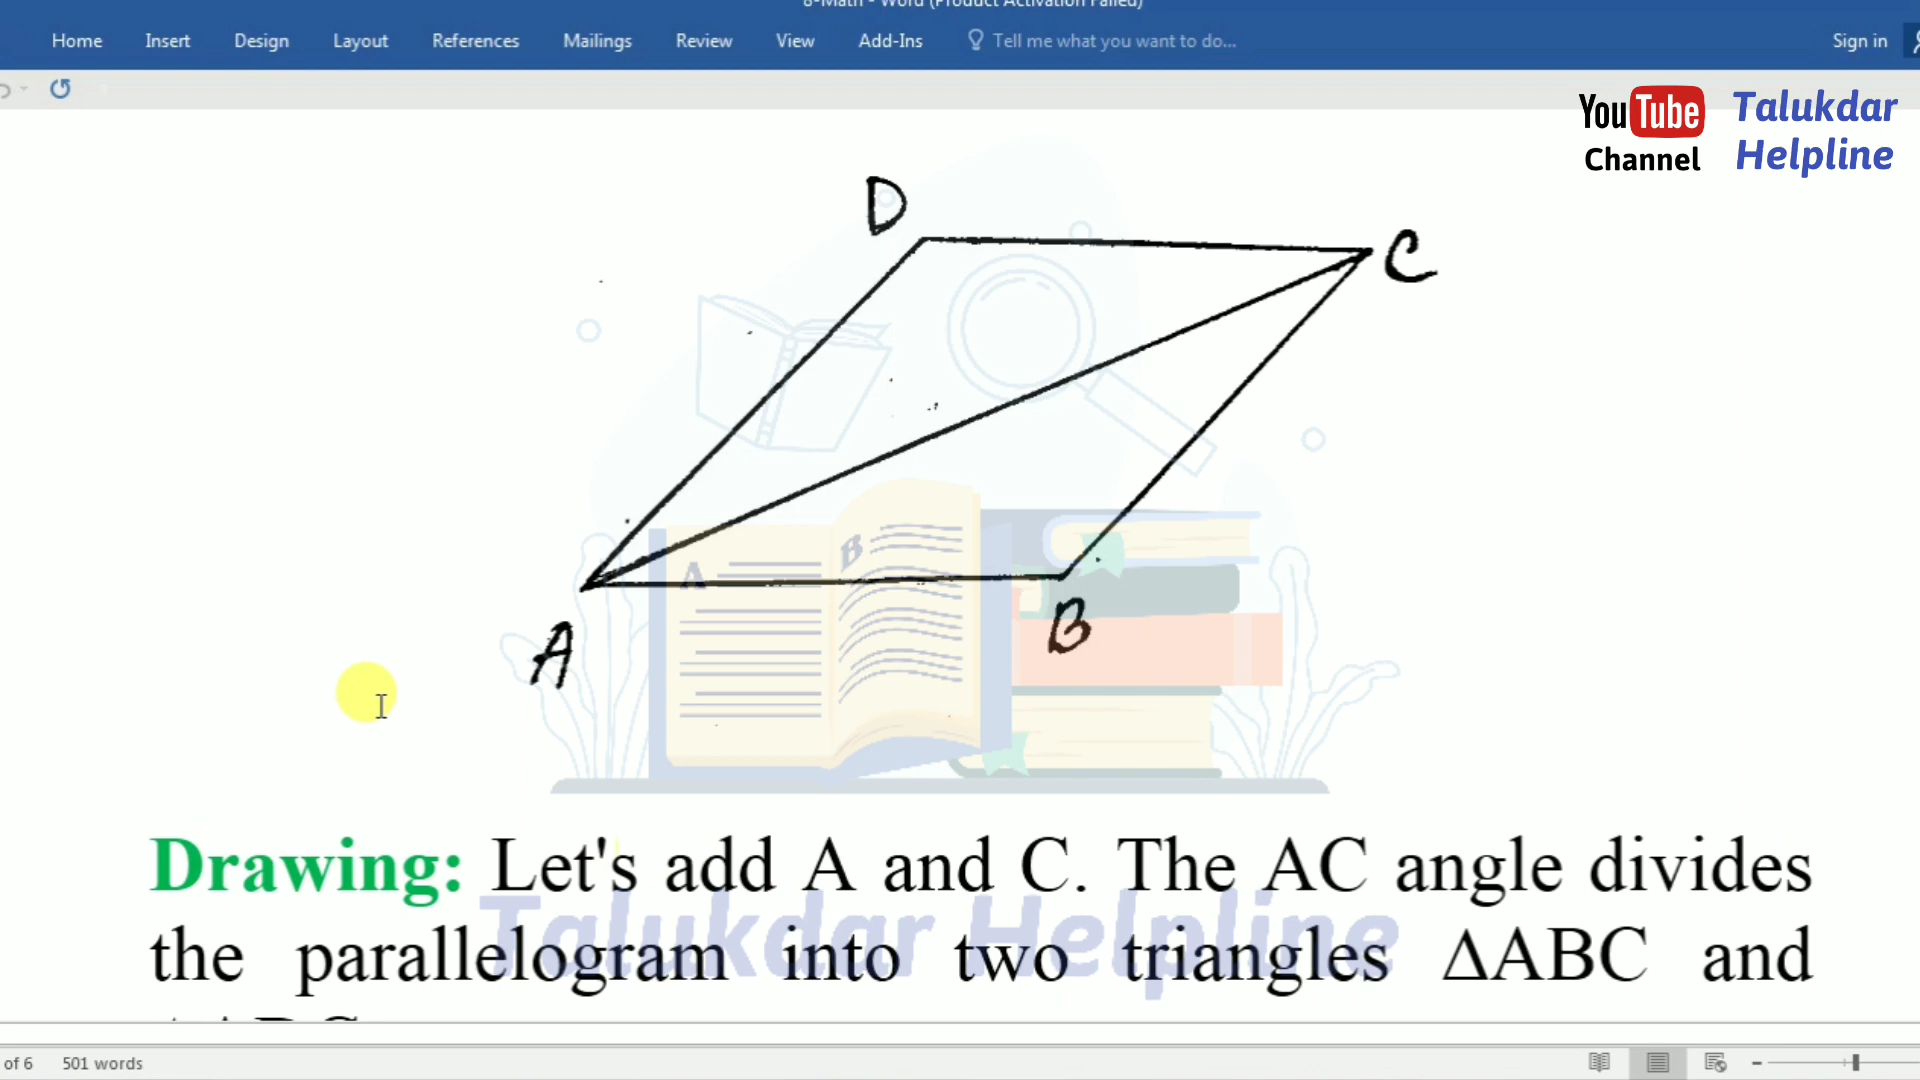 Home Insert Design Layout References Mailings Review View Add-Ins Tell me what you want to do... Sign in
YouTube Talukdar
Channel Helpline
D
C
A B
B
A
Drawing: Let's add A and C. The AC angle divides
Talukdar Helpline
the parallelogram into two triangles ΔABC and
of 6 501 words